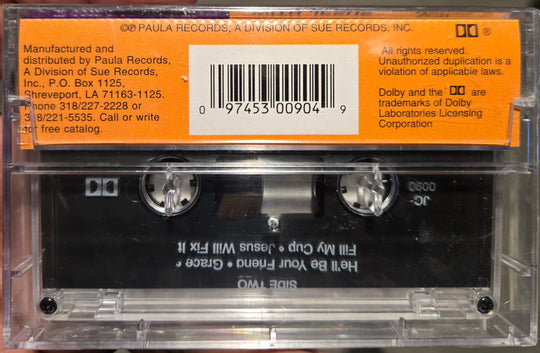 ©℗ PAULA RECORDS, A DIVISION OF SUE RECORDS, INC.
Manufactured and
distributed by Paula Records,
A Division of Sue Records,
Inc., P.O. Box 1125,
Shreveport, LA 71163-1125.
Phone 318/227-2228 or
318/221-5535. Call or write
for free catalog.
0 97453 00904 9
®
All rights reserved.
Unauthorized duplication is a
violation of applicable laws.
Dolby and the are
trademarks of Dolby
Laboratories Licensing
Corporation
SIDE TWO
He'll Be Your Friend • Grace •
Fill My Cup • Jesus Will Fix It
JC-